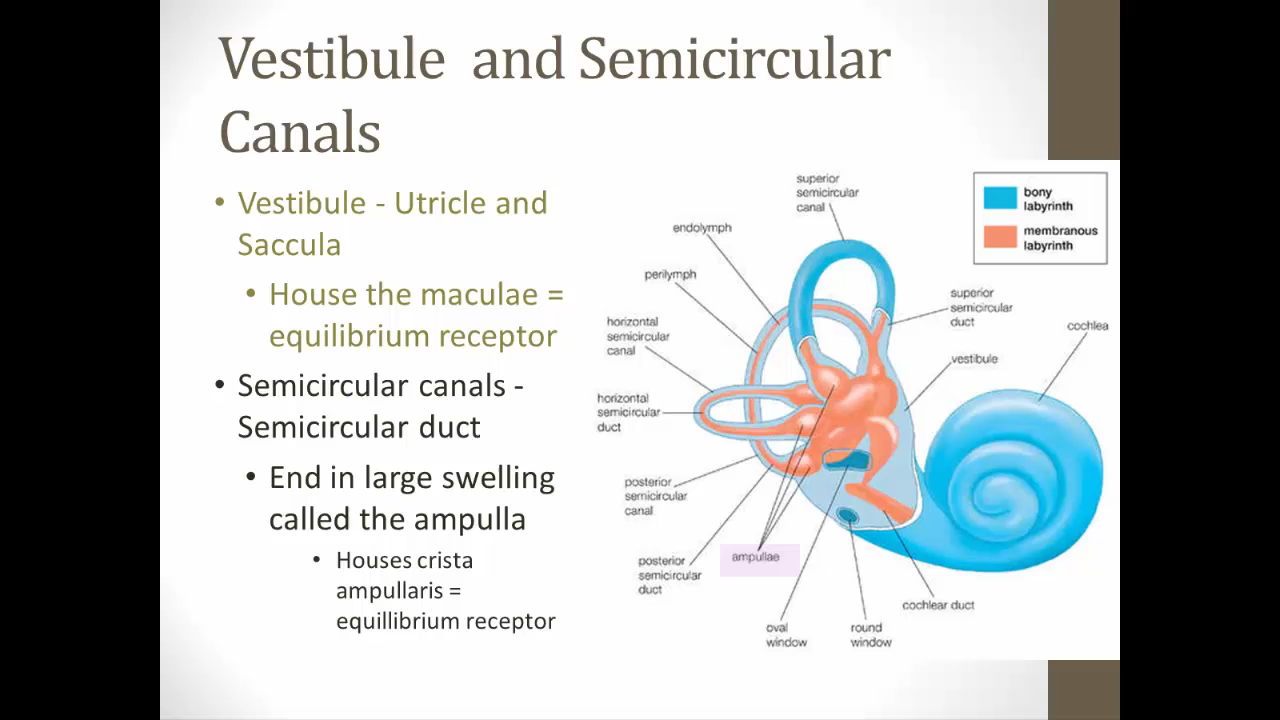 Vestibule and Semicircular
Canals
• Vestibule - Utricle and
Saccula
• House the maculae =
equilibrium receptor
• Semicircular canals -
Semicircular duct
• End in large swelling
called the ampulla
• Houses crista
ampullaris =
equillibrium receptor
superior
semicircular
canal
endolymph
perilymph
horizontal
semicircular
canal
horizontal
semicircular
duct
posterior
semicircular
canal
posterior
semicircular
duct
ampullae
oval
window
round
window
cochlear duct
bony
labyrinth
membranous
labyrinth
superior
semicircular
duct
cochlea
vestibule